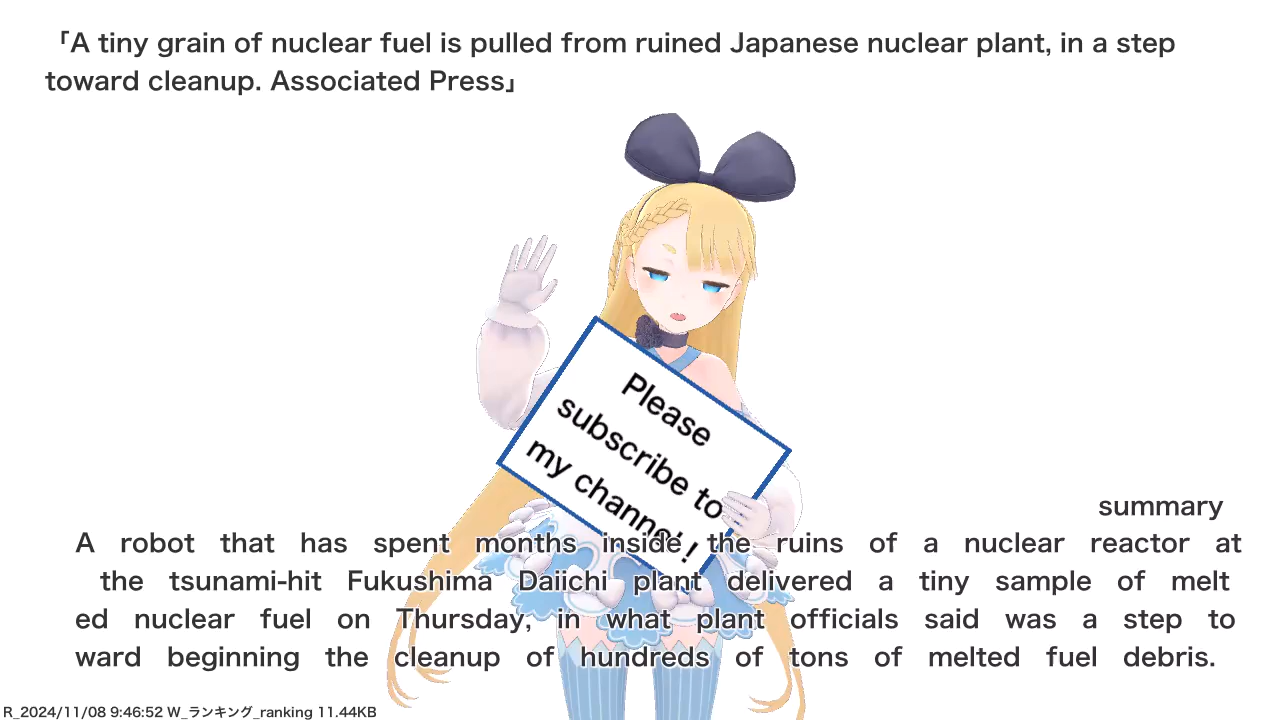 「A tiny grain of nuclear fuel is pulled from ruined Japanese nuclear plant, in a step
toward cleanup. Associated Press」
Please
subscribe to
my channel!
summary
A robot that has spent months inside the ruins of a nuclear reactor at
the tsunami-hit Fukushima Daiichi plant delivered a tiny sample of melt
ed nuclear fuel on Thursday, in what plant officials said was a step to
ward beginning the cleanup of hundreds of tons of melted fuel debris.
R_2024/11/08 9:46:52 W_ランキング_ranking 11.44KB